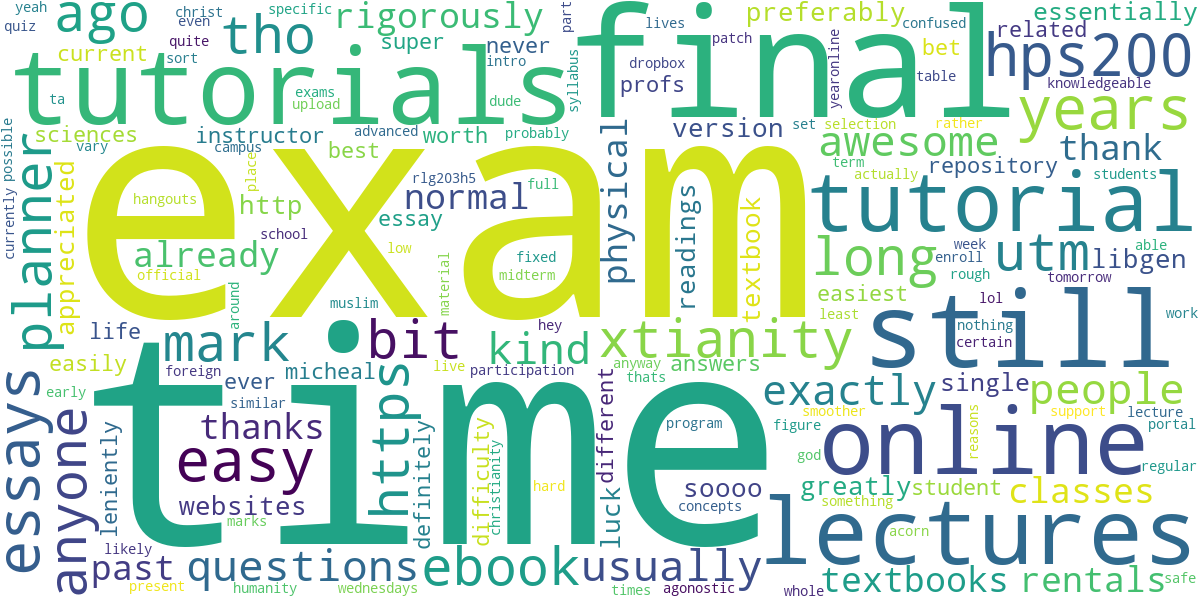 yeah
quiz
ago
christ
even
specific
rigorously
part
lives
preferably
confused
essentially
related
tho
quite
sort
super
never
intro
patch
current
bet
hps200
final
tutorials
profs
dropbox
syllabus
yearonline
table
knowledgeable
years
ta
exams
upload
dude
sciences
vary
instructor
campus
advanced
worth
probably
version
set
selection
rather
awesome
thank
possible
currently
planner
appreciated
best
physical
term
actually
repository
students
exam
place
hangouts
http
rlg203h5
normal
full
readings
textbook
tutorial
essay
school
already
official
low
fixed
midterm
material
long
week
enroll
utm
able
libgen
rough
tomorrow
around
muslim
easiest
least
lol
still
work
life
mark
bit
hey
kind
xtianity
nothing
certain
easily
early
foreign
ever
similar
micheal
live
participation
anyway
thats
answers
exactly
single
people
essays
anyone
leniently
thanks
easy
https
definitely
difficulty
christianity
different
luck
program
smoother
figure
reasons
support
lecture
portal
regular
online
god
time
websites
marks
hard
soooo
concepts
greatly
student
something
classes
acorn
lectures
likely
past
present
questions
humanity
wednesdays
ebook
usually
times
agonostic
whole
textbooks
rentals
safe